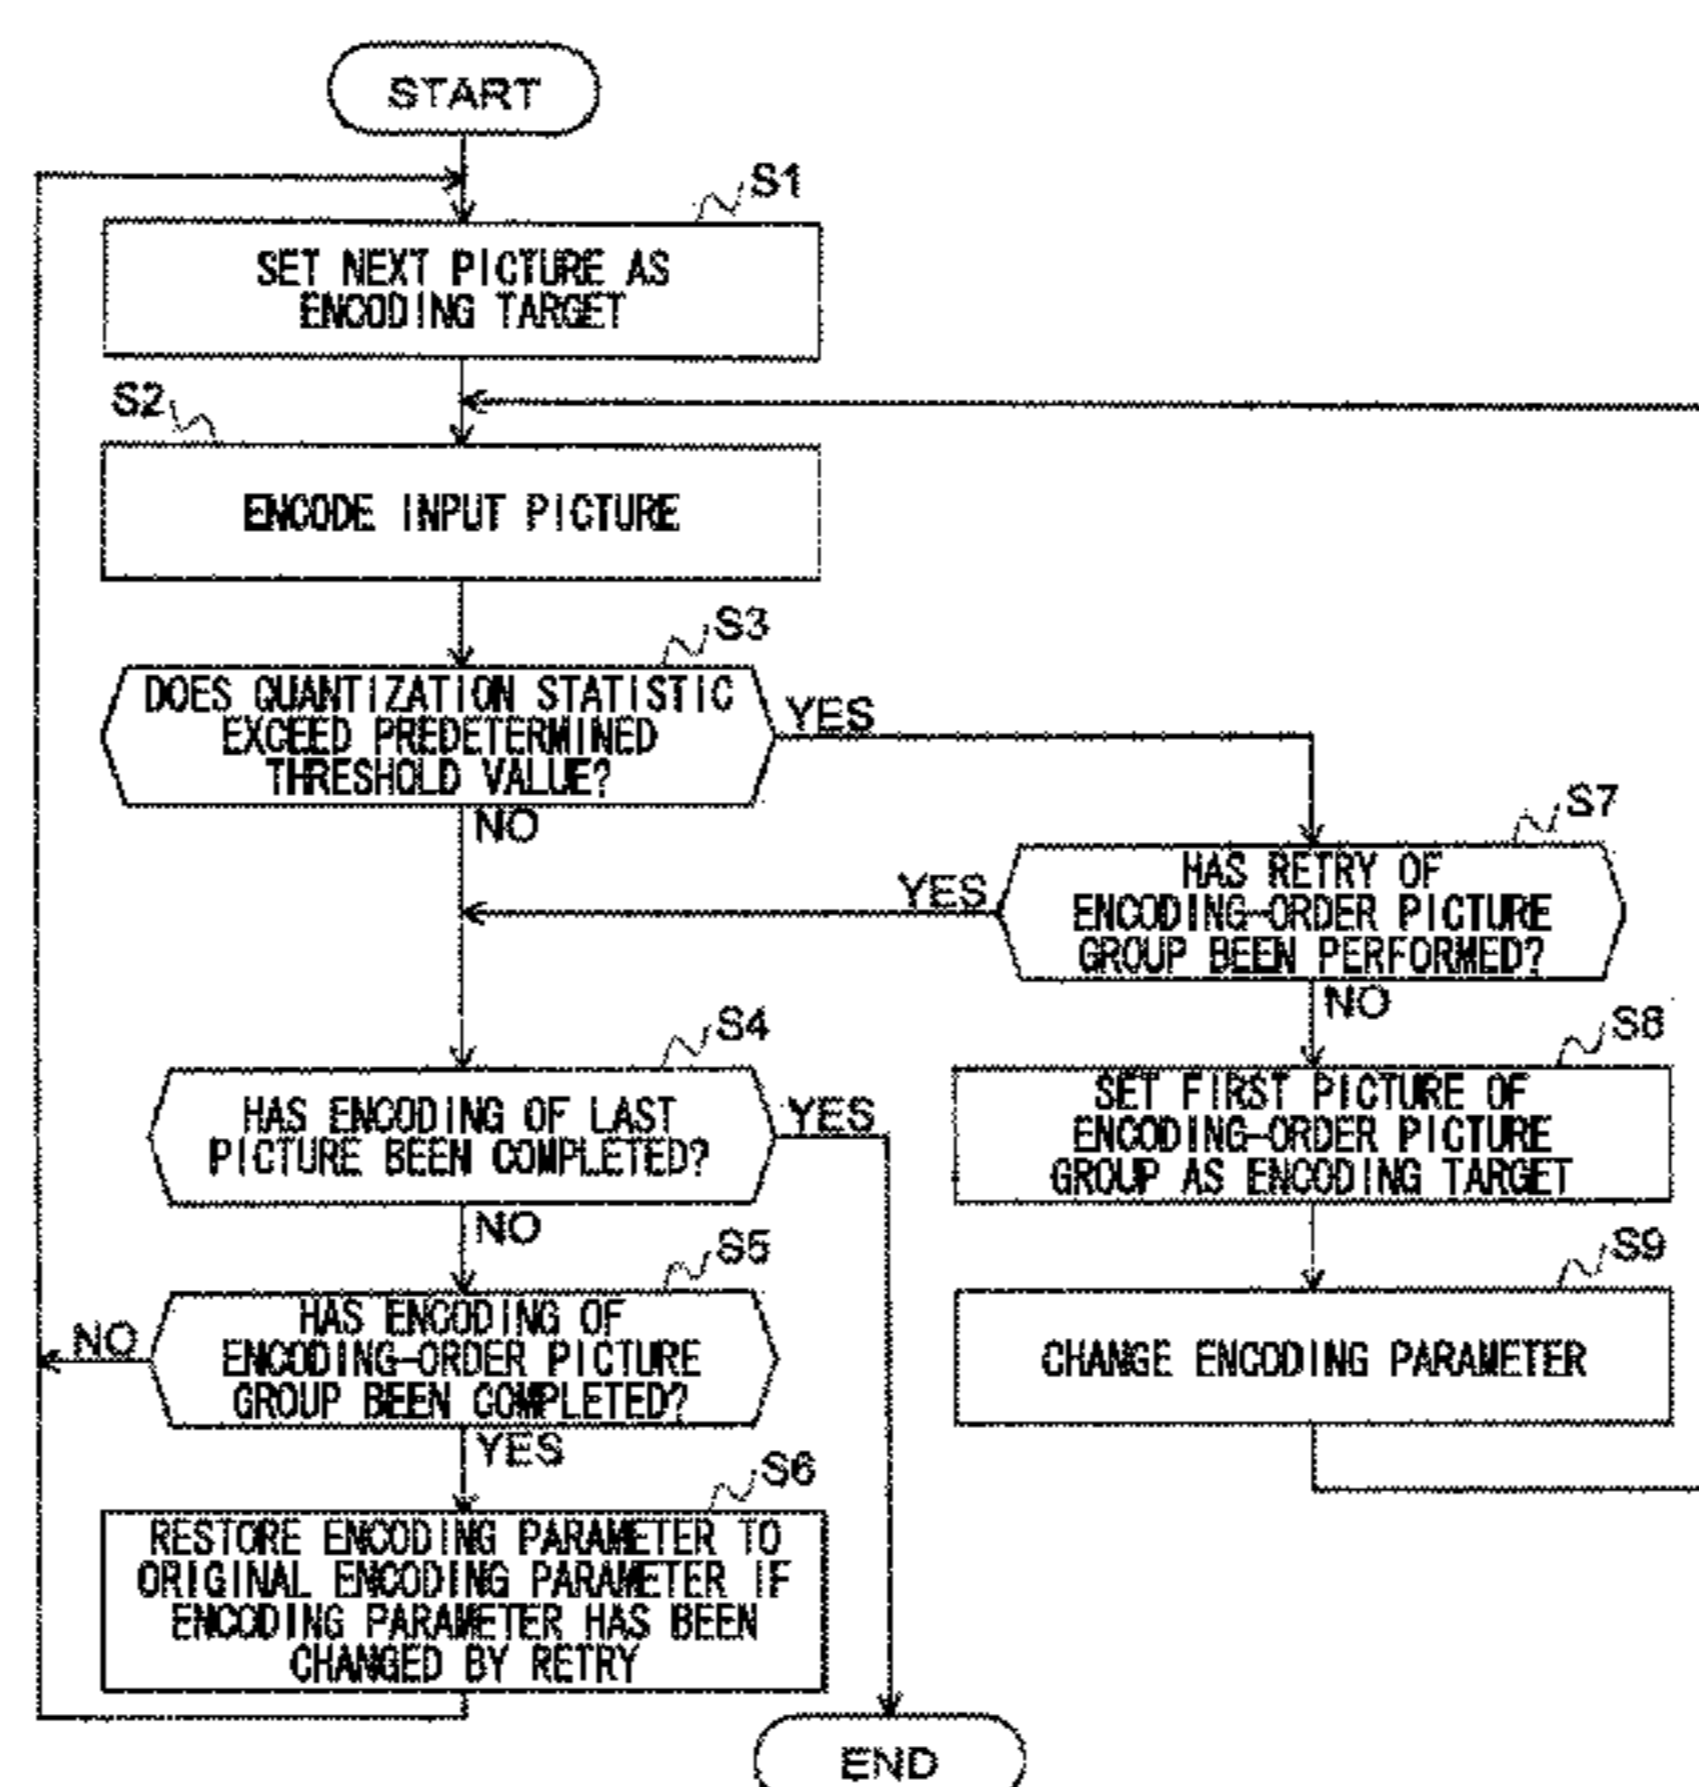 START
S1
SET NEXT PICTURE AS
ENCODING TARGET
S2
ENCODE INPUT PICTURE
S3
DOES QUANTIZATION STATISTIC
EXCEED PREDETERMINED
THRESHOLD VALUE?
YES
NO
S7
HAS RETRY OF
ENCODING-ORDER PICTURE
GROUP BEEN PERFORMED?
YES
NO
S4
HAS ENCODING OF LAST
PICTURE BEEN COMPLETED?
YES
NO
S8
SET FIRST PICTURE OF
ENCODING-ORDER PICTURE
GROUP AS ENCODING TARGET
S5
HAS ENCODING OF
ENCODING-ORDER PICTURE
GROUP BEEN COMPLETED?
NO
YES
S9
CHANGE ENCODING PARAMETER
S6
RESTORE ENCODING PARAMETER TO
ORIGINAL ENCODING PARAMETER IF
ENCODING PARAMETER HAS BEEN
CHANGED BY RETRY
END